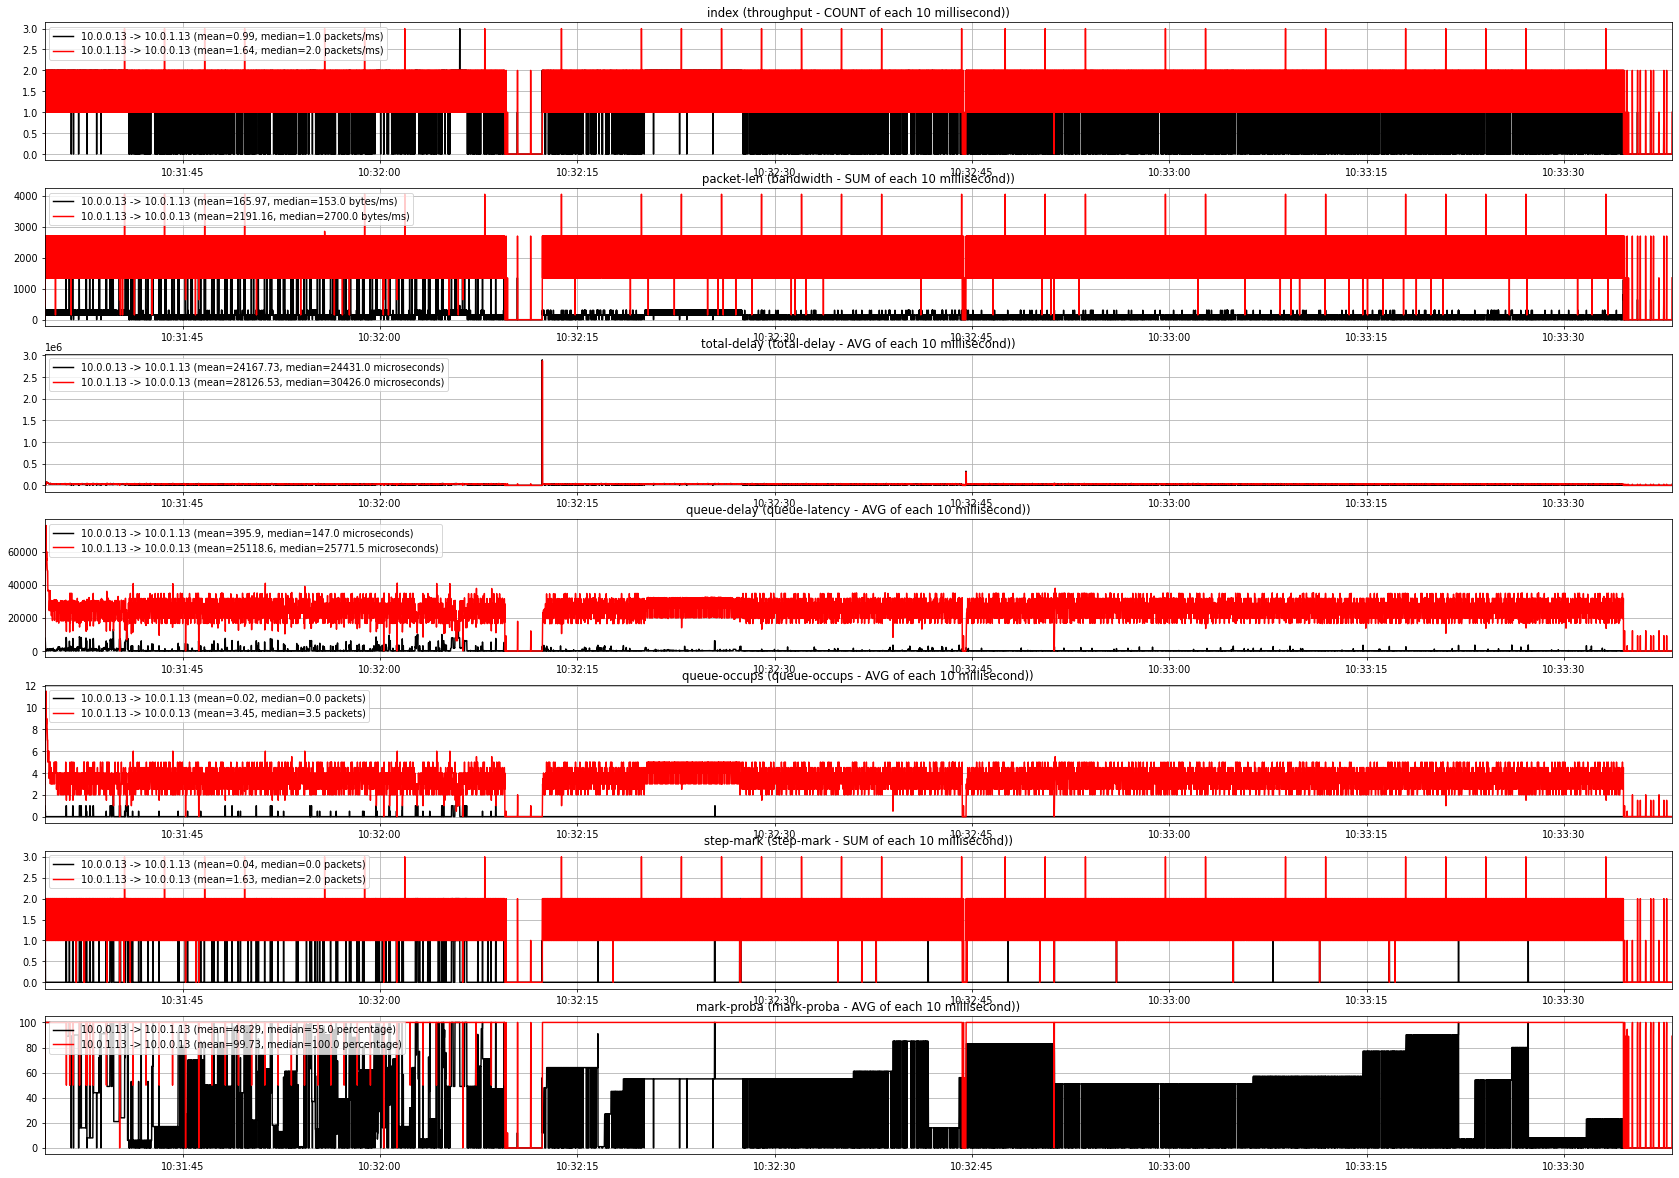 index (throughput - COUNT of each 10 millisecond))
3.0
2.5
2.0
1.5
1.0
0.5
0.0
10.0.0.13 -> 10.0.1.13 (mean=0.99, median=1.0 packets/ms)
10.0.1.13 -> 10.0.0.13 (mean=1.64, median=2.0 packets/ms)
10:31:45 10:32:00 10:32:15 10:32:30 10:32:45 10:33:00 10:33:15 10:33:30
packet-len (bandwidth - SUM of each 10 millisecond))
4000
3000
2000
1000
0
10.0.0.13 -> 10.0.1.13 (mean=165.97, median=153.0 bytes/ms)
10.0.1.13 -> 10.0.0.13 (mean=2191.16, median=2700.0 bytes/ms)
10:31:45 10:32:00 10:32:15 10:32:30 10:32:45 10:33:00 10:33:15 10:33:30
total-delay (total-delay - AVG of each 10 millisecond))
1e6
3.0
2.5
2.0
1.5
1.0
0.5
0.0
10.0.0.13 -> 10.0.1.13 (mean=24167.73, median=24431.0 microseconds)
10.0.1.13 -> 10.0.0.13 (mean=28126.53, median=30426.0 microseconds)
10:31:45 10:32:00 10:32:15 10:32:30 10:32:45 10:33:00 10:33:15 10:33:30
queue-delay (queue-latency - AVG of each 10 millisecond))
60000
40000
20000
0
10.0.0.13 -> 10.0.1.13 (mean=395.9, median=147.0 microseconds)
10.0.1.13 -> 10.0.0.13 (mean=25118.6, median=25771.5 microseconds)
10:31:45 10:32:00 10:32:15 10:32:30 10:32:45 10:33:00 10:33:15 10:33:30
queue-occups (queue-occups - AVG of each 10 millisecond))
12
10
8
6
4
2
0
10.0.0.13 -> 10.0.1.13 (mean=0.02, median=0.0 packets)
10.0.1.13 -> 10.0.0.13 (mean=3.45, median=3.5 packets)
10:31:45 10:32:00 10:32:15 10:32:30 10:32:45 10:33:00 10:33:15 10:33:30
step-mark (step-mark - SUM of each 10 millisecond))
3.0
2.5
2.0
1.5
1.0
0.5
0.0
10.0.0.13 -> 10.0.1.13 (mean=0.04, median=0.0 packets)
10.0.1.13 -> 10.0.0.13 (mean=1.63, median=2.0 packets)
10:31:45 10:32:00 10:32:15 10:32:30 10:32:45 10:33:00 10:33:15 10:33:30
mark-proba (mark-proba - AVG of each 10 millisecond))
100
80
60
40
20
0
10.0.0.13 -> 10.0.1.13 (mean=48.29, median=55.0 percentage)
10.0.1.13 -> 10.0.0.13 (mean=99.73, median=100.0 percentage)
10:31:45 10:32:00 10:32:15 10:32:30 10:32:45 10:33:00 10:33:15 10:33:30